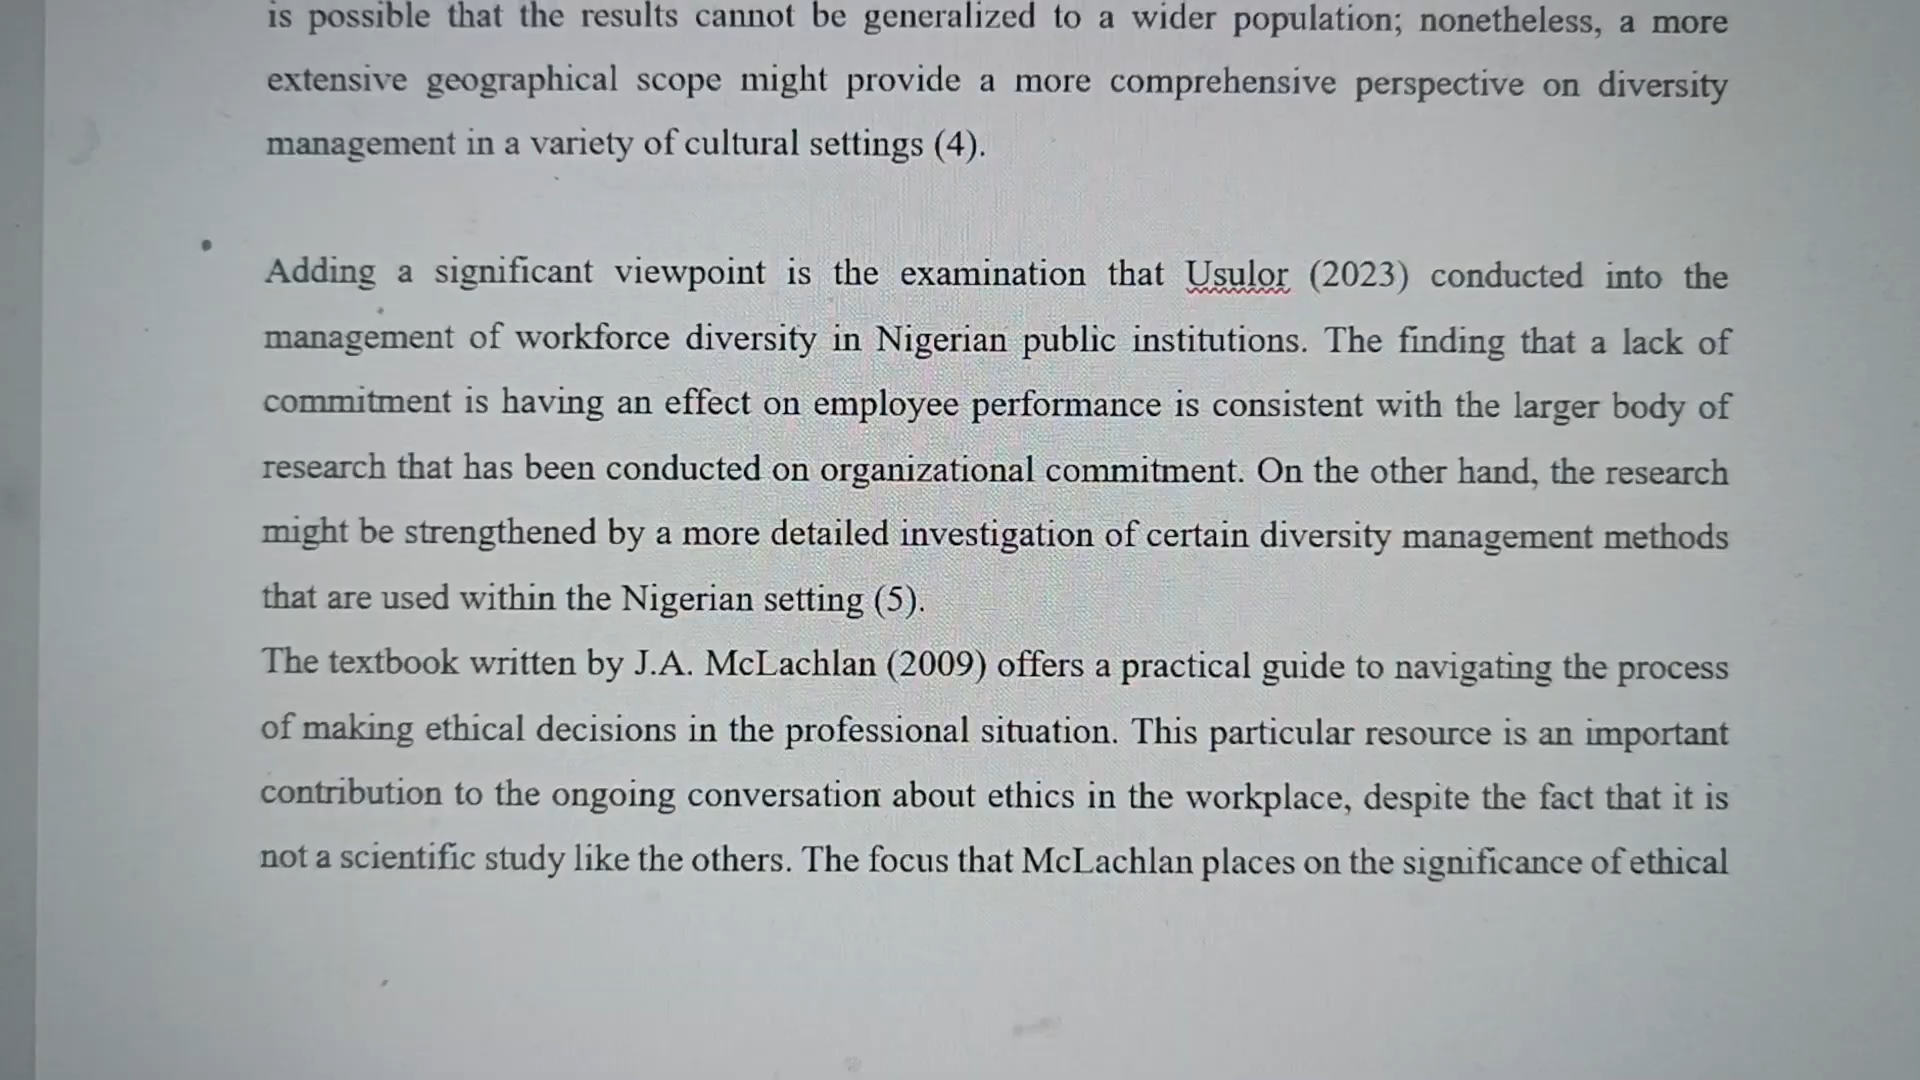 is possible that the results cannot be generalized to a wider population; nonetheless, a more
extensive geographical scope might provide a more comprehensive perspective on diversity
management in a variety of cultural settings (4).
Adding a significant viewpoint is the examination that Usulor (2023) conducted into the
management of workforce diversity in Nigerian public institutions. The finding that a lack of
commitment is having an effect on employee performance is consistent with the larger body of
research that has been conducted on organizational commitment. On the other hand, the research
might be strengthened by a more detailed investigation of certain diversity management methods
that are used within the Nigerian setting (5).
The textbook written by J.A. McLachlan (2009) offers a practical guide to navigating the process
of making ethical decisions in the professional situation. This particular resource is an important
contribution to the ongoing conversation about ethics in the workplace, despite the fact that it is
not a scientific study like the others. The focus that McLachlan places on the significance of ethical